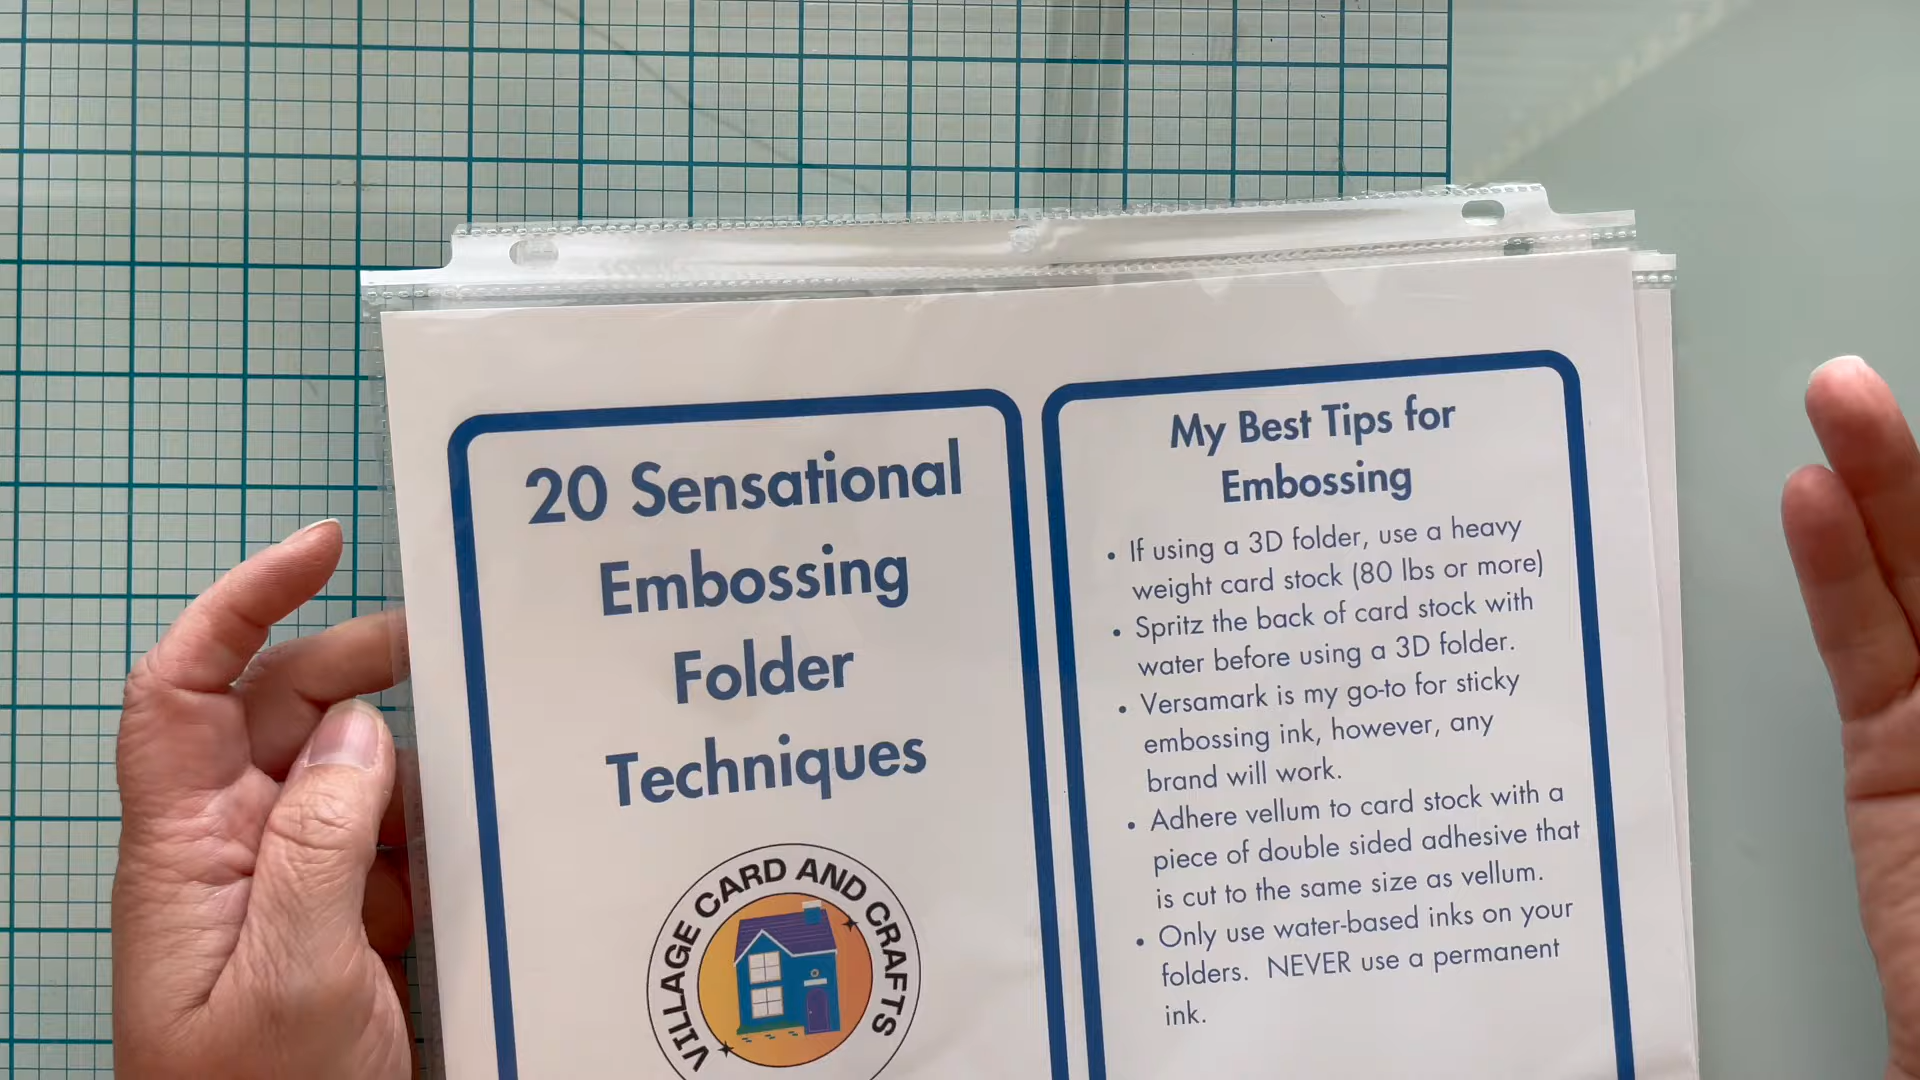 20 Sensational
Embossing
Folder
Techniques
VILLAGE CARD AND CRAFTS
My Best Tips for
Embossing
• If using a 3D folder, use a heavy
weight card stock (80 lbs or more)
• Spritz the back of card stock with
water before using a 3D folder.
• Versamark is my go-to for sticky
embossing ink, however, any
brand will work.
• Adhere vellum to card stock with a
piece of double sided adhesive that
is cut to the same size as vellum.
• Only use water-based inks on your
folders. NEVER use a permanent
ink.